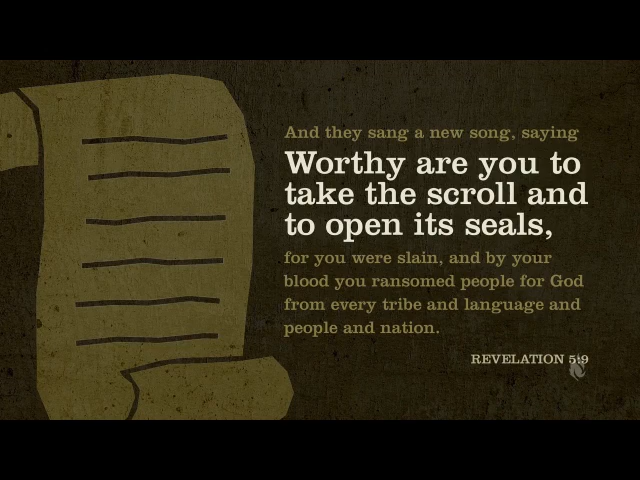 And they sang a new song, saying
Worthy are you to
take the scroll and
to open its seals,
for you were slain, and by your
blood you ransomed people for God
from every tribe and language and
people and nation.
REVELATION 5:9